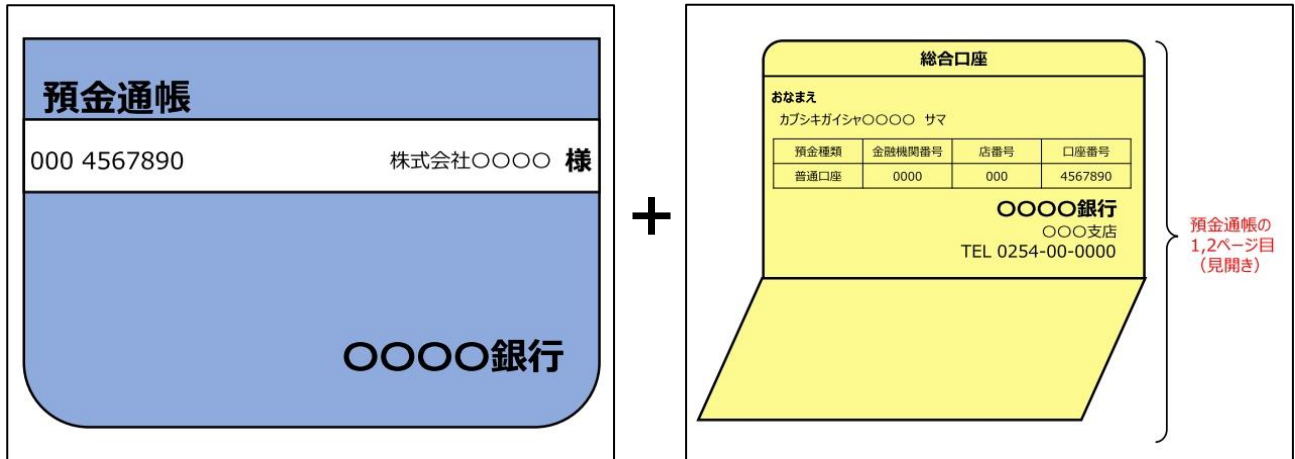 預金通帳
000 4567890 株式会社〇〇〇〇 様
〇〇〇〇銀行
+
総合口座
おなまえ
カブシキガイシャ〇〇〇〇 サマ
預金種類 金融機関番号 店番号 口座番号
普通口座 0000 000 4567890
〇〇〇〇銀行
〇〇〇支店
TEL 0254-00-0000
預金通帳の
1,2ページ目
（見開き）